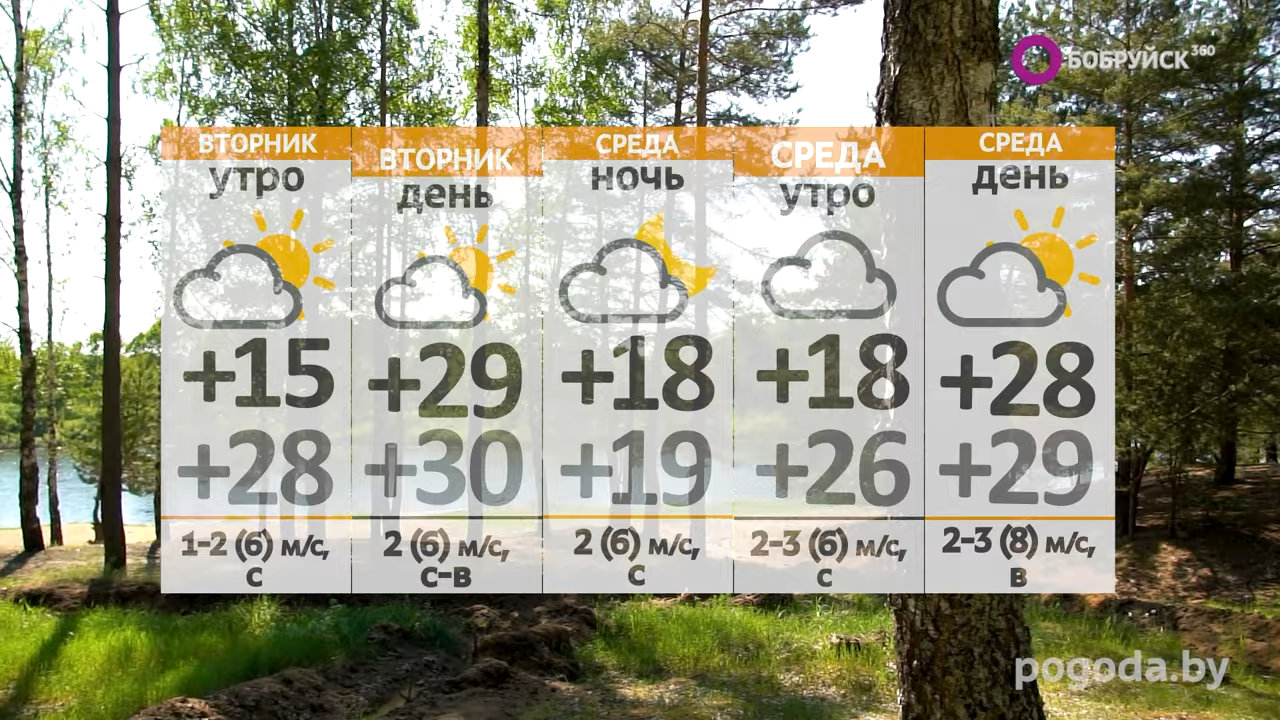 БОБРУЙСК 360
ВТОРНИК
утро
+15
+28
1-2 (6) м/с,
С
ВТОРНИК
день
+29
+30
2 (6) м/с,
С-В
СРЕДА
ночь
+18
+19
2 (6) м/с,
С
СРЕДА
утро
+18
+26
2-3 (6) м/с,
С
СРЕДА
день
+28
+29
2-3 (8) м/с,
В
pogoda.by